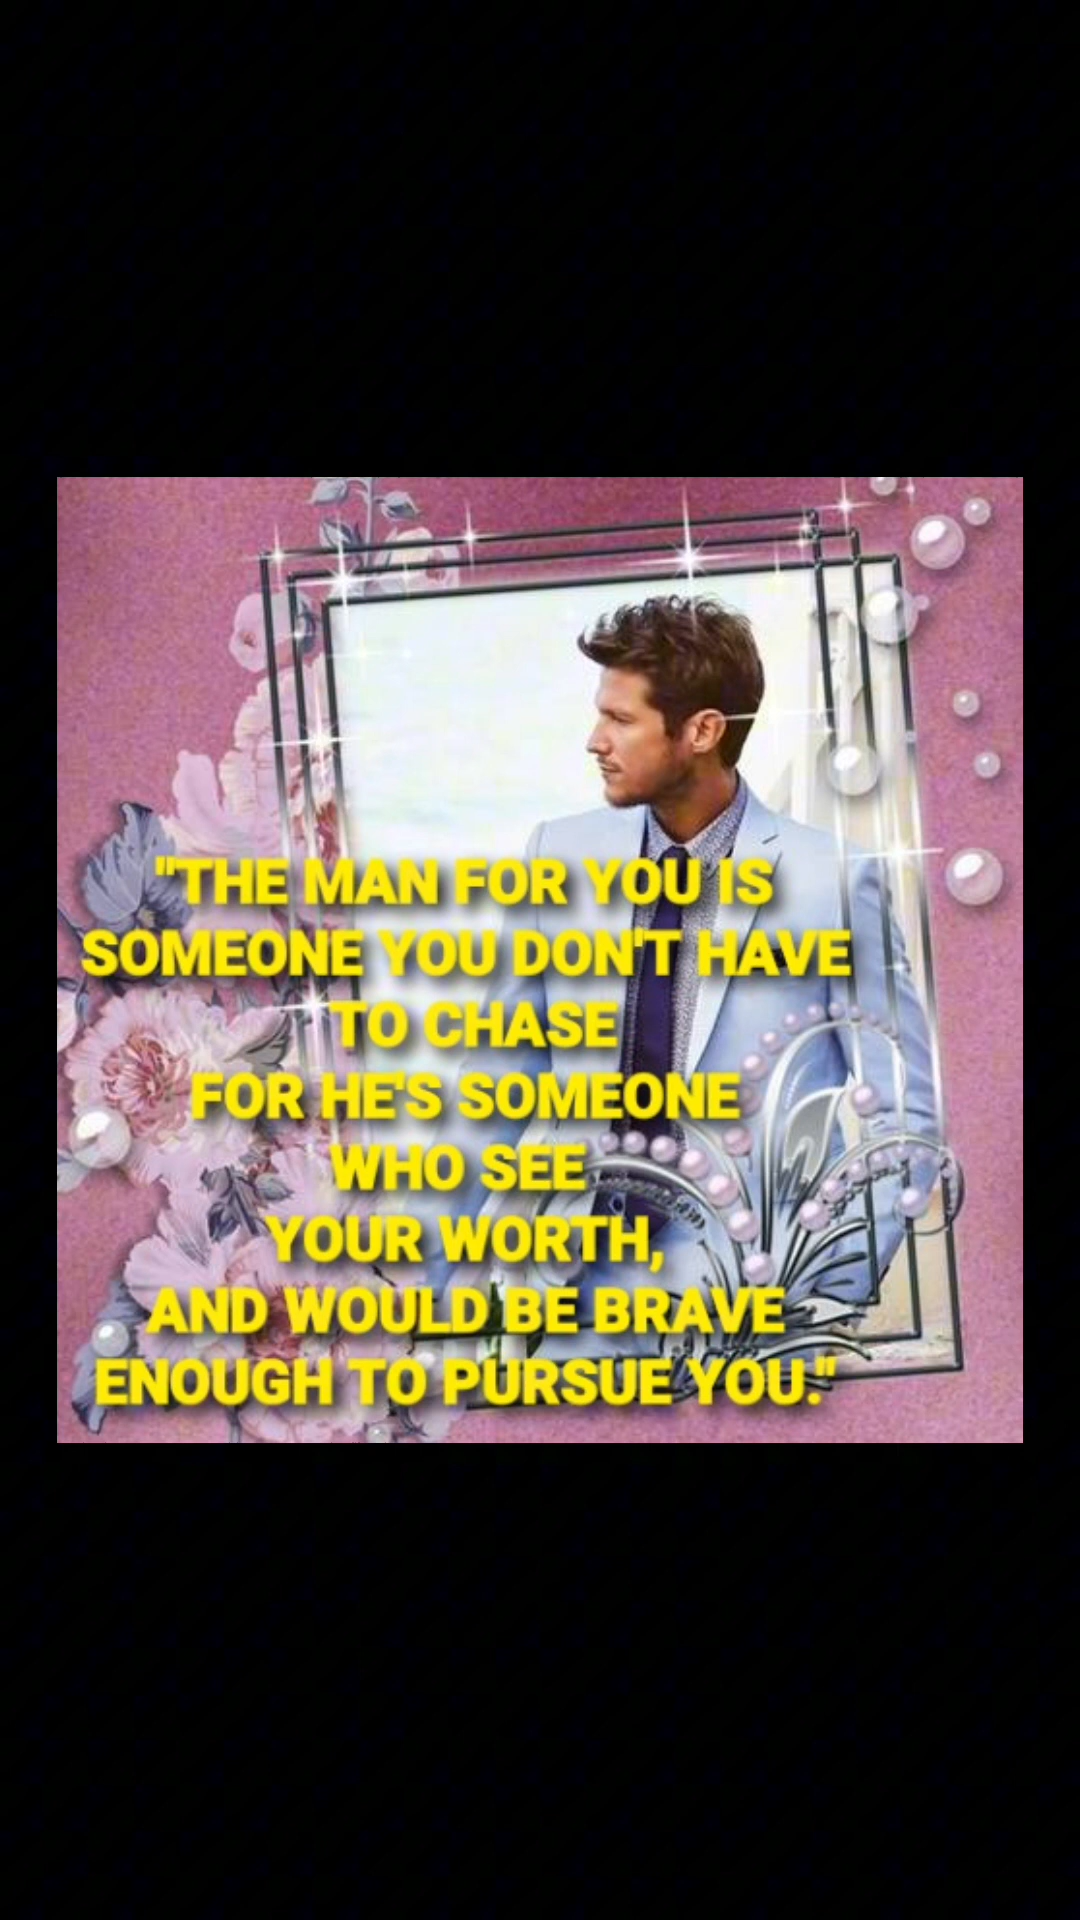 "THE MAN FOR YOU IS
SOMEONE YOU DON'T HAVE
TO CHASE
FOR HE'S SOMEONE
WHO SEE
YOUR WORTH,
AND WOULD BE BRAVE
ENOUGH TO PURSUE YOU."